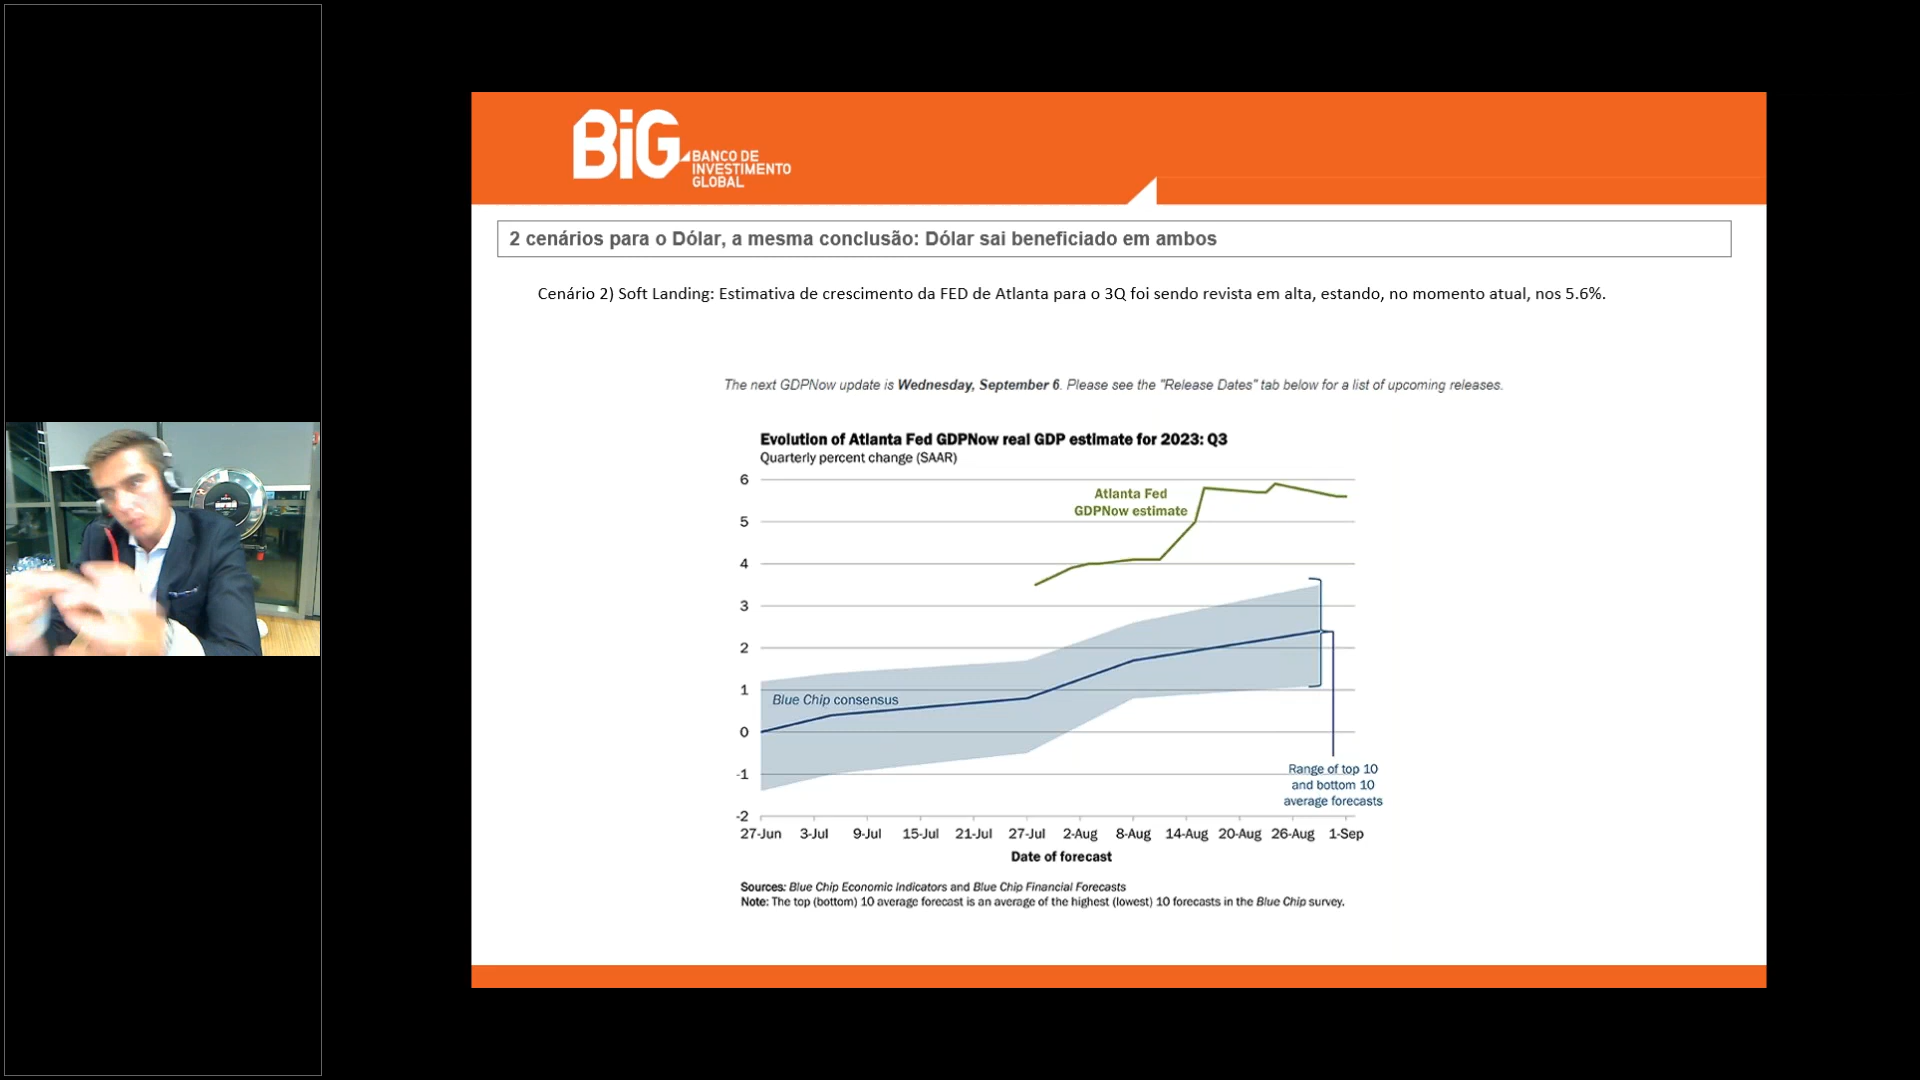 BiG BANCO DE
INVESTIMENTO
GLOBAL
2 cenários para o Dólar, a mesma conclusão: Dólar sai beneficiado em ambos
Cenário 2) Soft Landing: Estimativa de crescimento da FED de Atlanta para o 3Q foi sendo revista em alta, estando, no momento atual, nos 5.6%.
The next GDPNow update is Wednesday, September 6. Please see the "Release Dates" tab below for a list of upcoming releases.
Evolution of Atlanta Fed GDPNow real GDP estimate for 2023: Q3
Quarterly percent change (SAAR)
6
Atlanta Fed
GDPNow estimate
5
4
3
2
1
Blue Chip consensus
0
-1
Range of top 10
and bottom 10
average forecasts
-2
27-Jun 3-Jul 9-Jul 15-Jul 21-Jul 27-Jul 2-Aug 8-Aug 14-Aug 20-Aug 26-Aug 1-Sep
Date of forecast
Sources: Blue Chip Economic Indicators and Blue Chip Financial Forecasts
Note: The top (bottom) 10 average forecast is an average of the highest (lowest) 10 forecasts in the Blue Chip survey.